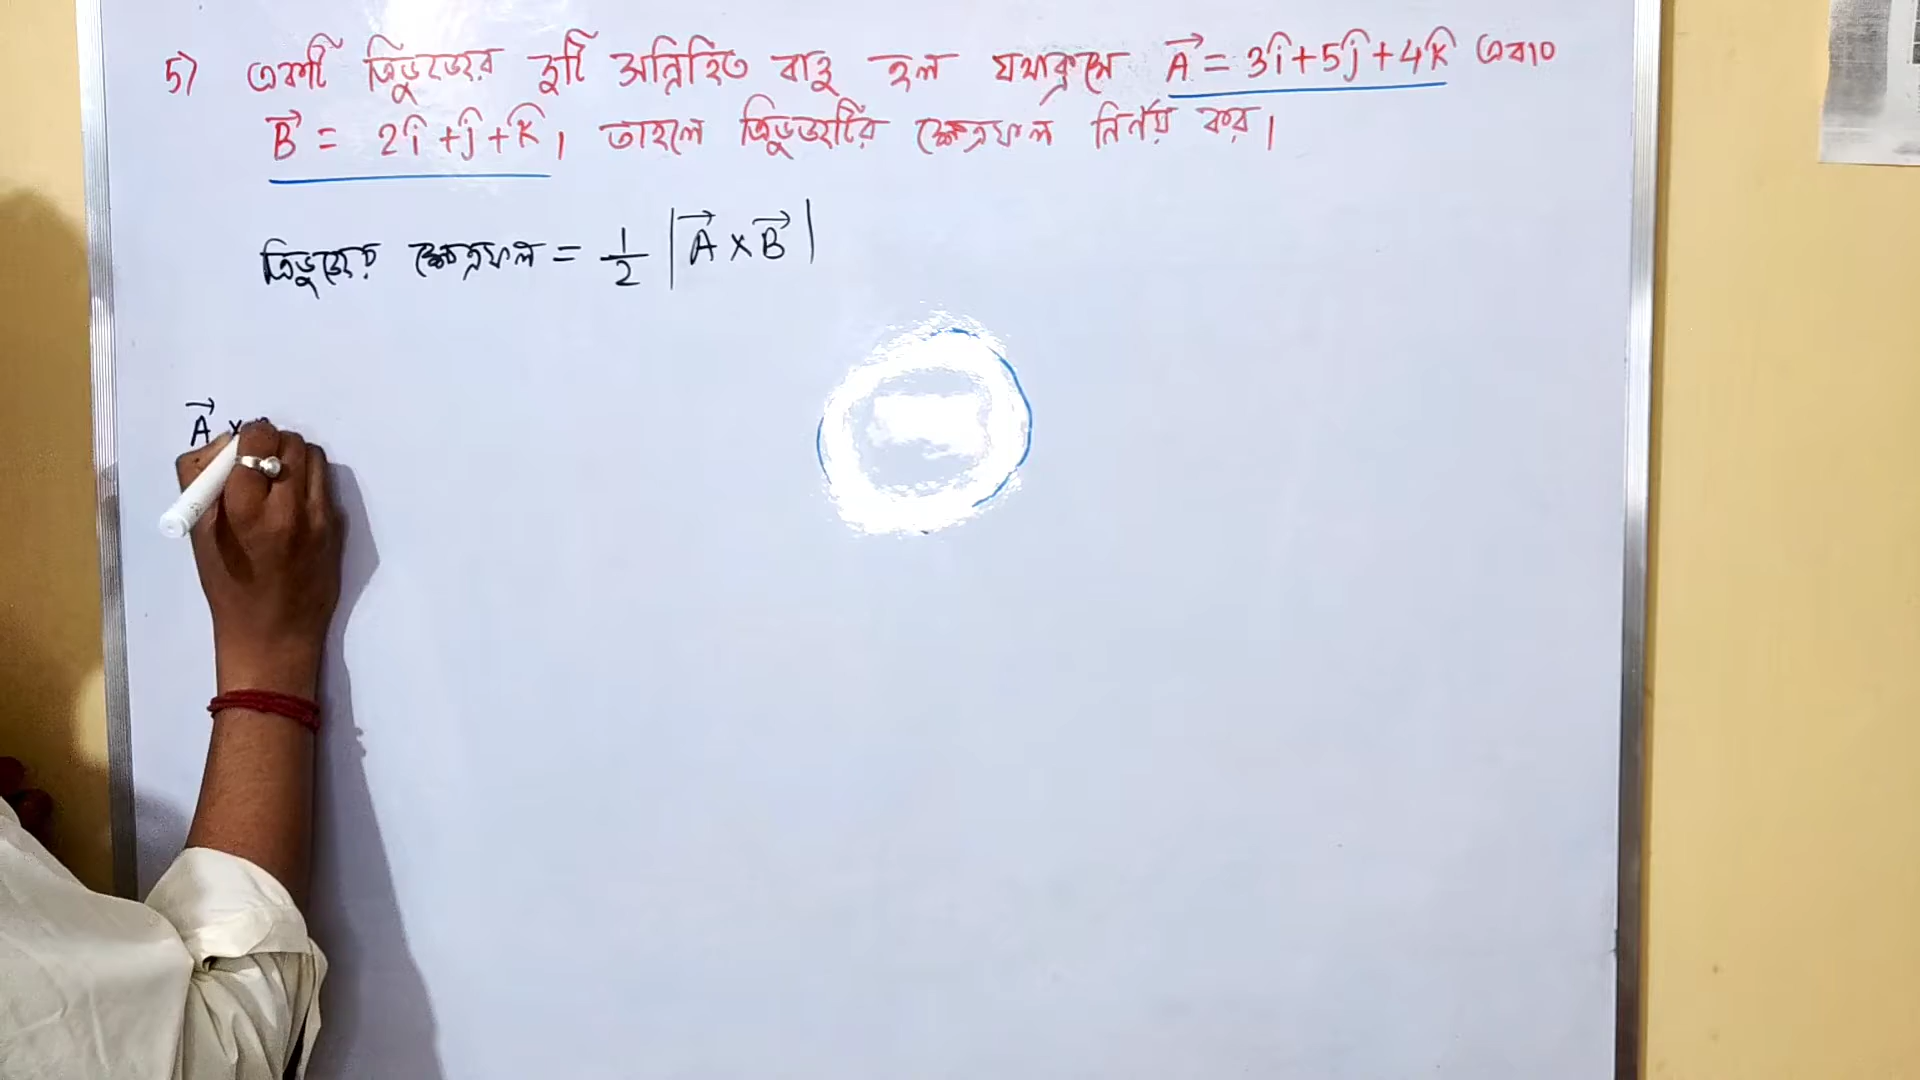 5) একটি ত্রিভুজের দুটি সন্নিহিত বাহু হল যথাক্রমে A⃗ = 3î+5ĵ+4k̂ এবং
B⃗ = 2î+ĵ+k̂, তাহলে ত্রিভুজটির ক্ষেত্রফল নির্ণয় কর।
ত্রিভুজের ক্ষেত্রফল = 1/2 |A⃗ × B⃗|
A⃗ ×